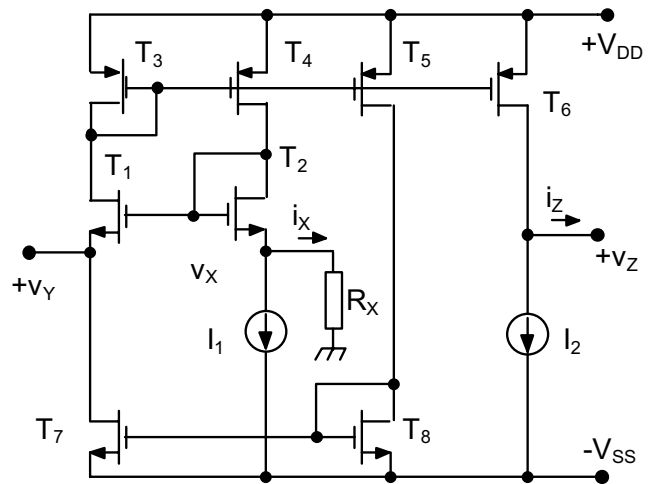 T3
T4
T5
+VDD
T6
T1
T2
iX
iZ
+vY
vX
RX
+vZ
I1
I2
T7
T8
-VSS